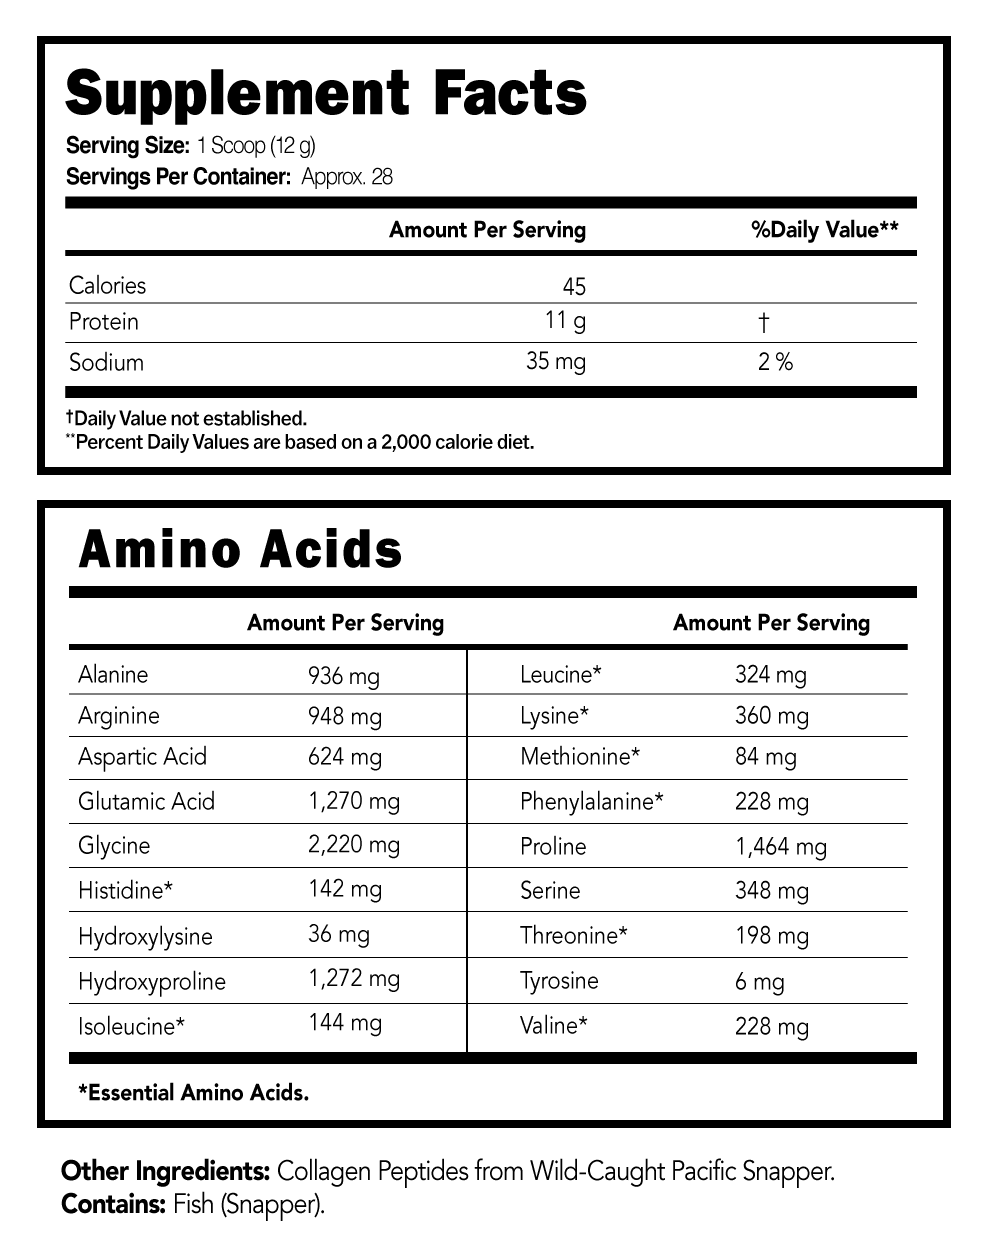 Supplement Facts
Serving Size: 1 Scoop (12 g)
Servings Per Container: Approx. 28
Amount Per Serving %Daily Value**
Calories 45
Protein 11 g †
Sodium 35 mg 2 %
†Daily Value not established.
**Percent Daily Values are based on a 2,000 calorie diet.
Amino Acids
Amount Per Serving Amount Per Serving
Alanine 936 mg Leucine* 324 mg
Arginine 948 mg Lysine* 360 mg
Aspartic Acid 624 mg Methionine* 84 mg
Glutamic Acid 1,270 mg Phenylalanine* 228 mg
Glycine 2,220 mg Proline 1,464 mg
Histidine* 142 mg Serine 348 mg
Hydroxylysine 36 mg Threonine* 198 mg
Hydroxyproline 1,272 mg Tyrosine 6 mg
Isoleucine* 144 mg Valine* 228 mg
*Essential Amino Acids.
Other Ingredients: Collagen Peptides from Wild-Caught Pacific Snapper.
Contains: Fish (Snapper).